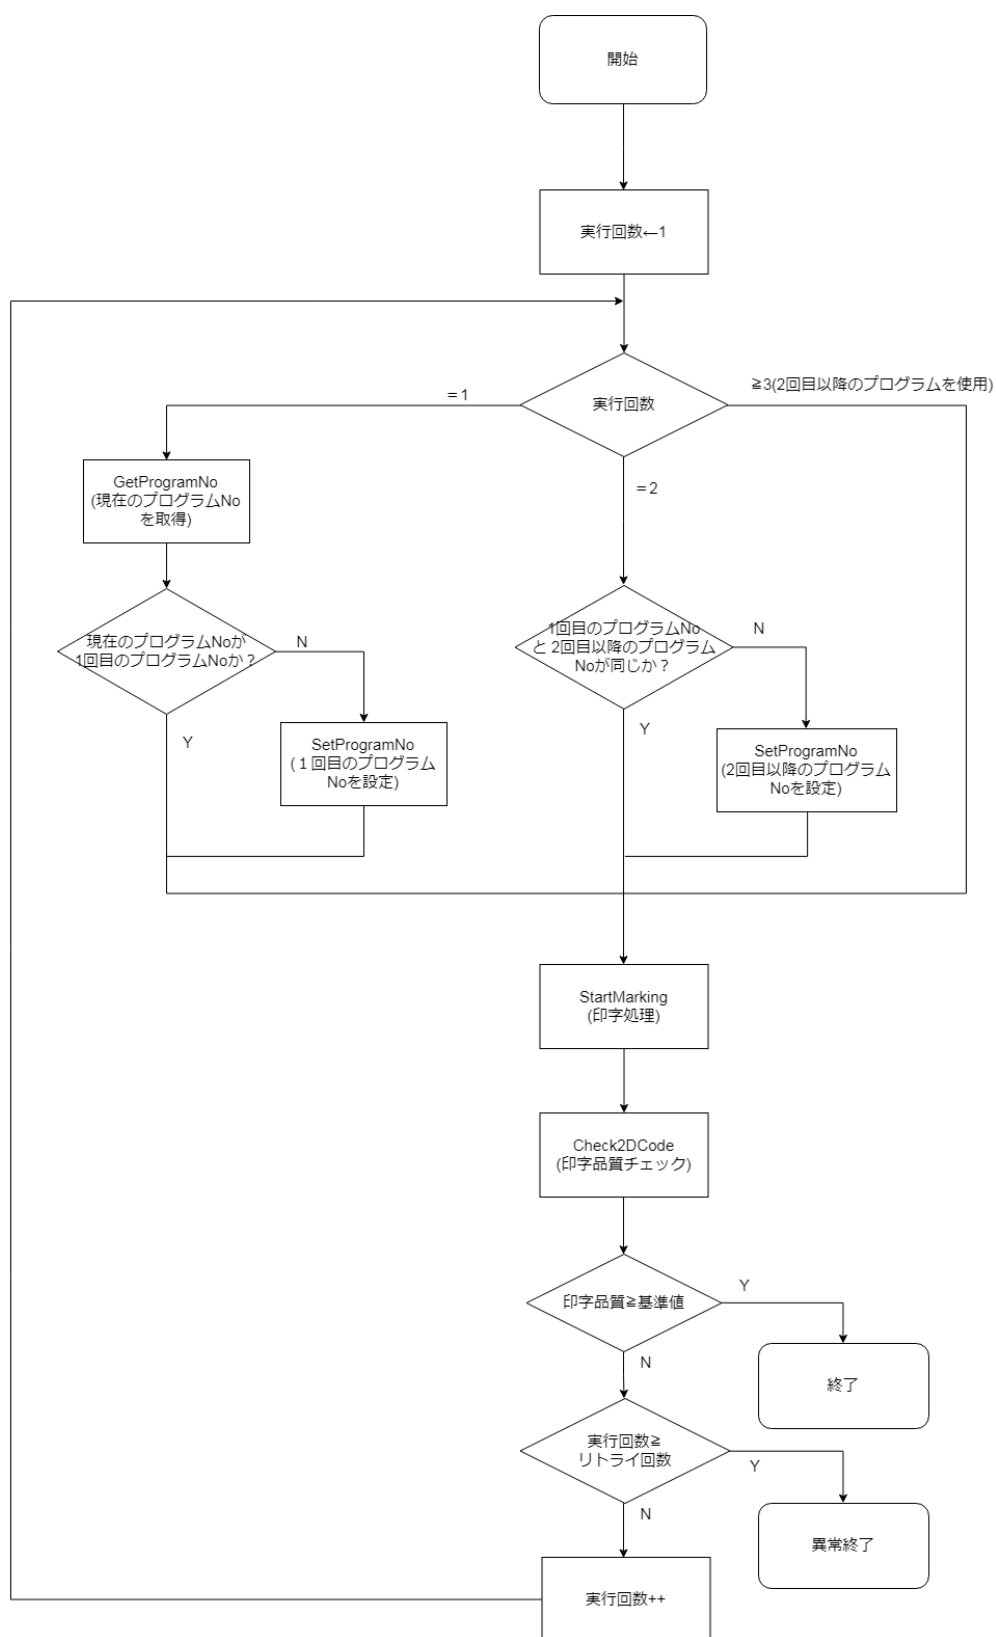 開始
実行回数←1
≧3(2回目以降のプログラムを使用)
＝1
実行回数
＝2
GetProgramNo
(現在のプログラムNo
を取得)
現在のプログラムNoが
1回目のプログラムNoか？
N
Y
SetProgramNo
(１回目のプログラム
Noを設定)
1回目のプログラムNo
と 2回目以降のプログラム
Noが同じか？
N
Y
SetProgramNo
(2回目以降のプログラム
Noを設定)
StartMarking
(印字処理)
Check2DCode
(印字品質チェック)
印字品質≧基準値
Y
N
終了
実行回数≧
リトライ回数
Y
N
異常終了
実行回数++